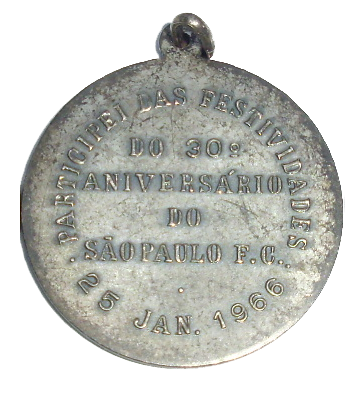 PARTICIPEI DAS FESTIVIDADES
DO 30º
ANIVERSÁRIO
DO
SÃO PAULO F.C.
25 JAN. 1966